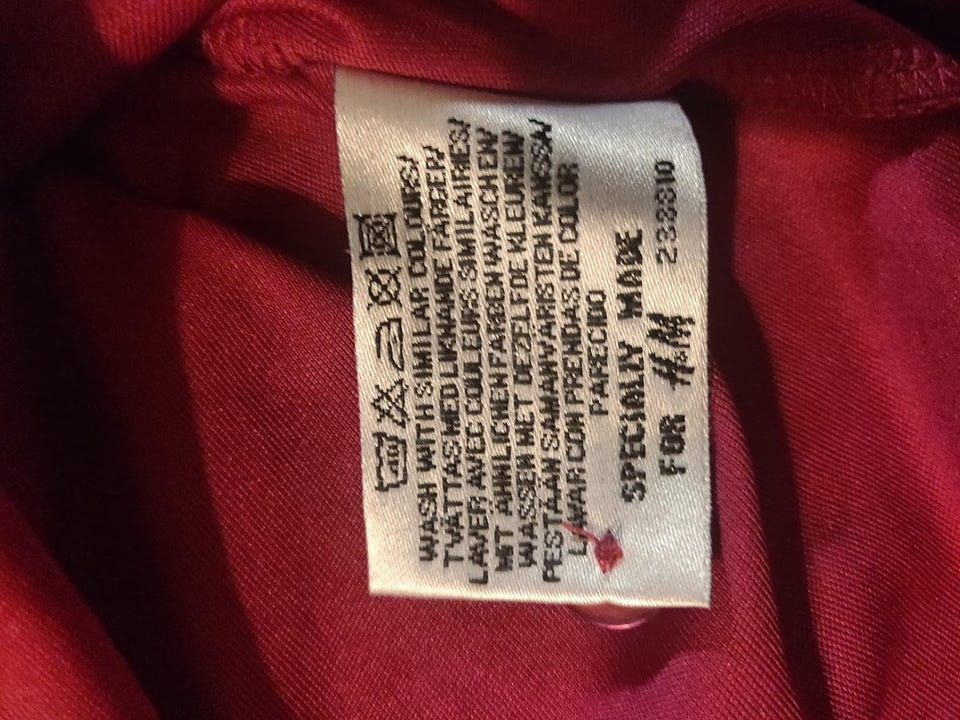 WASH WITH SIMILAR COLOURS/
TVÄTTAS MED LIKNANDE FÄRGER/
LAVER AVEC COULEURS SIMILAIRES/
MIT ÄHNLICHEN FARBEN WASCHEN/
WASSEN MET DEZELFDE KLEUREN/
PESTÄÄN SAMANVÄRISTEN KANSSA/
LAVAR CON PRENDAS DE COLOR
PARECIDO
SPECIALLY MADE
FOR H&M